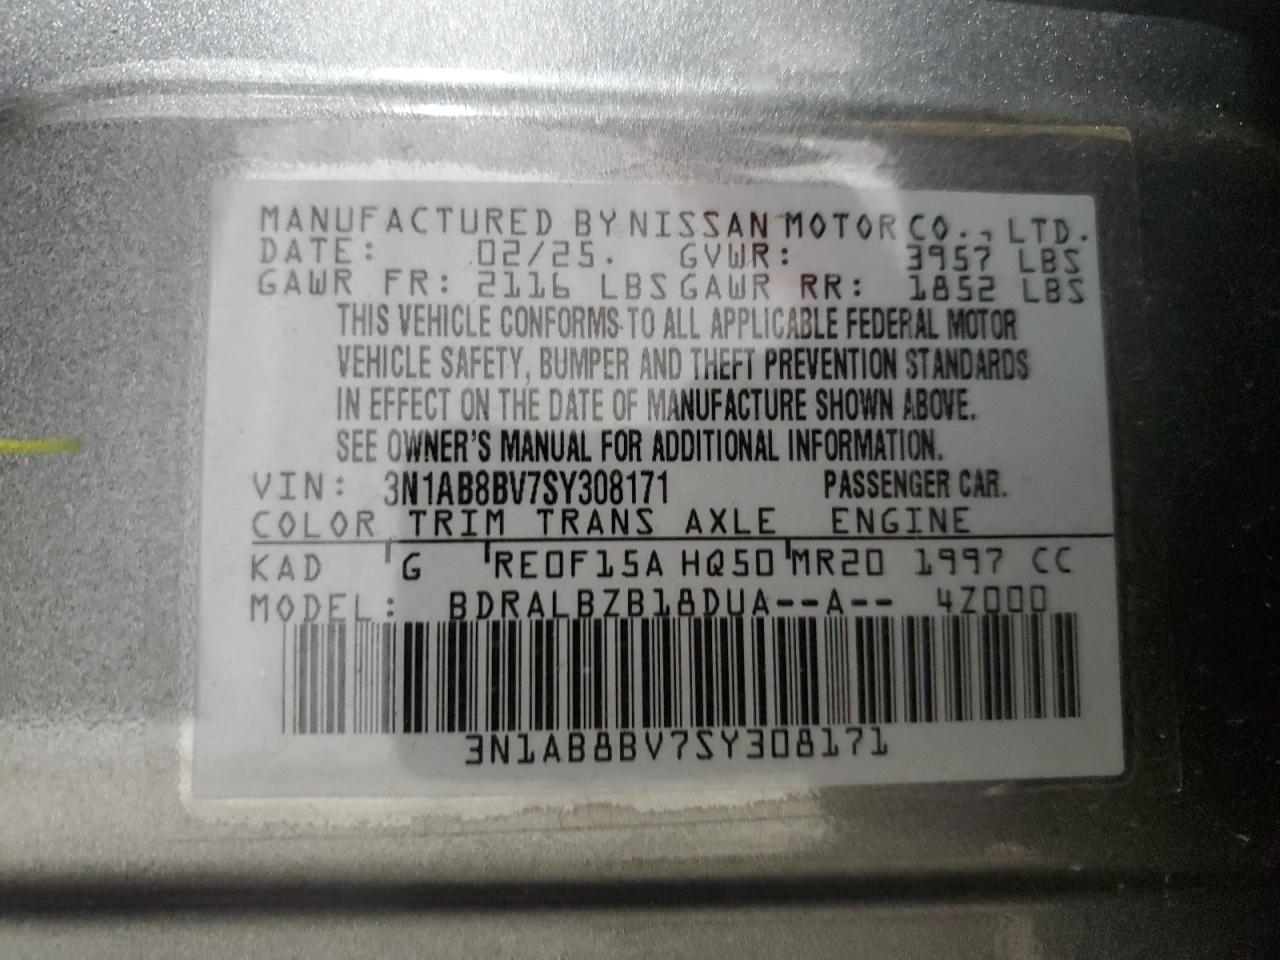 MANUFACTURED BY NISSAN MOTOR CO., LTD.
DATE: 02/25. GVWR: 3957 LBS
GAWR FR: 2116 LBS GAWR RR: 1852 LBS
THIS VEHICLE CONFORMS TO ALL APPLICABLE FEDERAL MOTOR
VEHICLE SAFETY, BUMPER AND THEFT PREVENTION STANDARDS
IN EFFECT ON THE DATE OF MANUFACTURE SHOWN ABOVE.
SEE OWNER'S MANUAL FOR ADDITIONAL INFORMATION.
VIN: 3N1AB8BV7SY308171 PASSENGER CAR.
COLOR TRIM TRANS AXLE ENGINE
KAD G RE0F15A HQ50 MR20 1997 CC
MODEL: BDRALBZB18DUA--A-- 4Z000
3N1AB8BV7SY308171